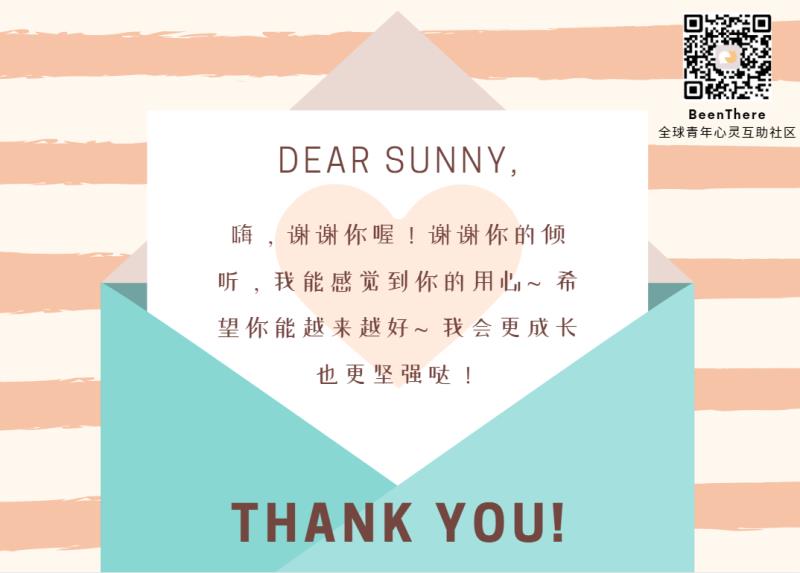 BeenThere
全球青年心灵互助社区
DEAR SUNNY,
嗨，谢谢你喔！谢谢你的倾
听，我能感觉到你的用心~ 希
望你能越来越好~ 我会更成长
也更坚强哒！
THANK YOU!